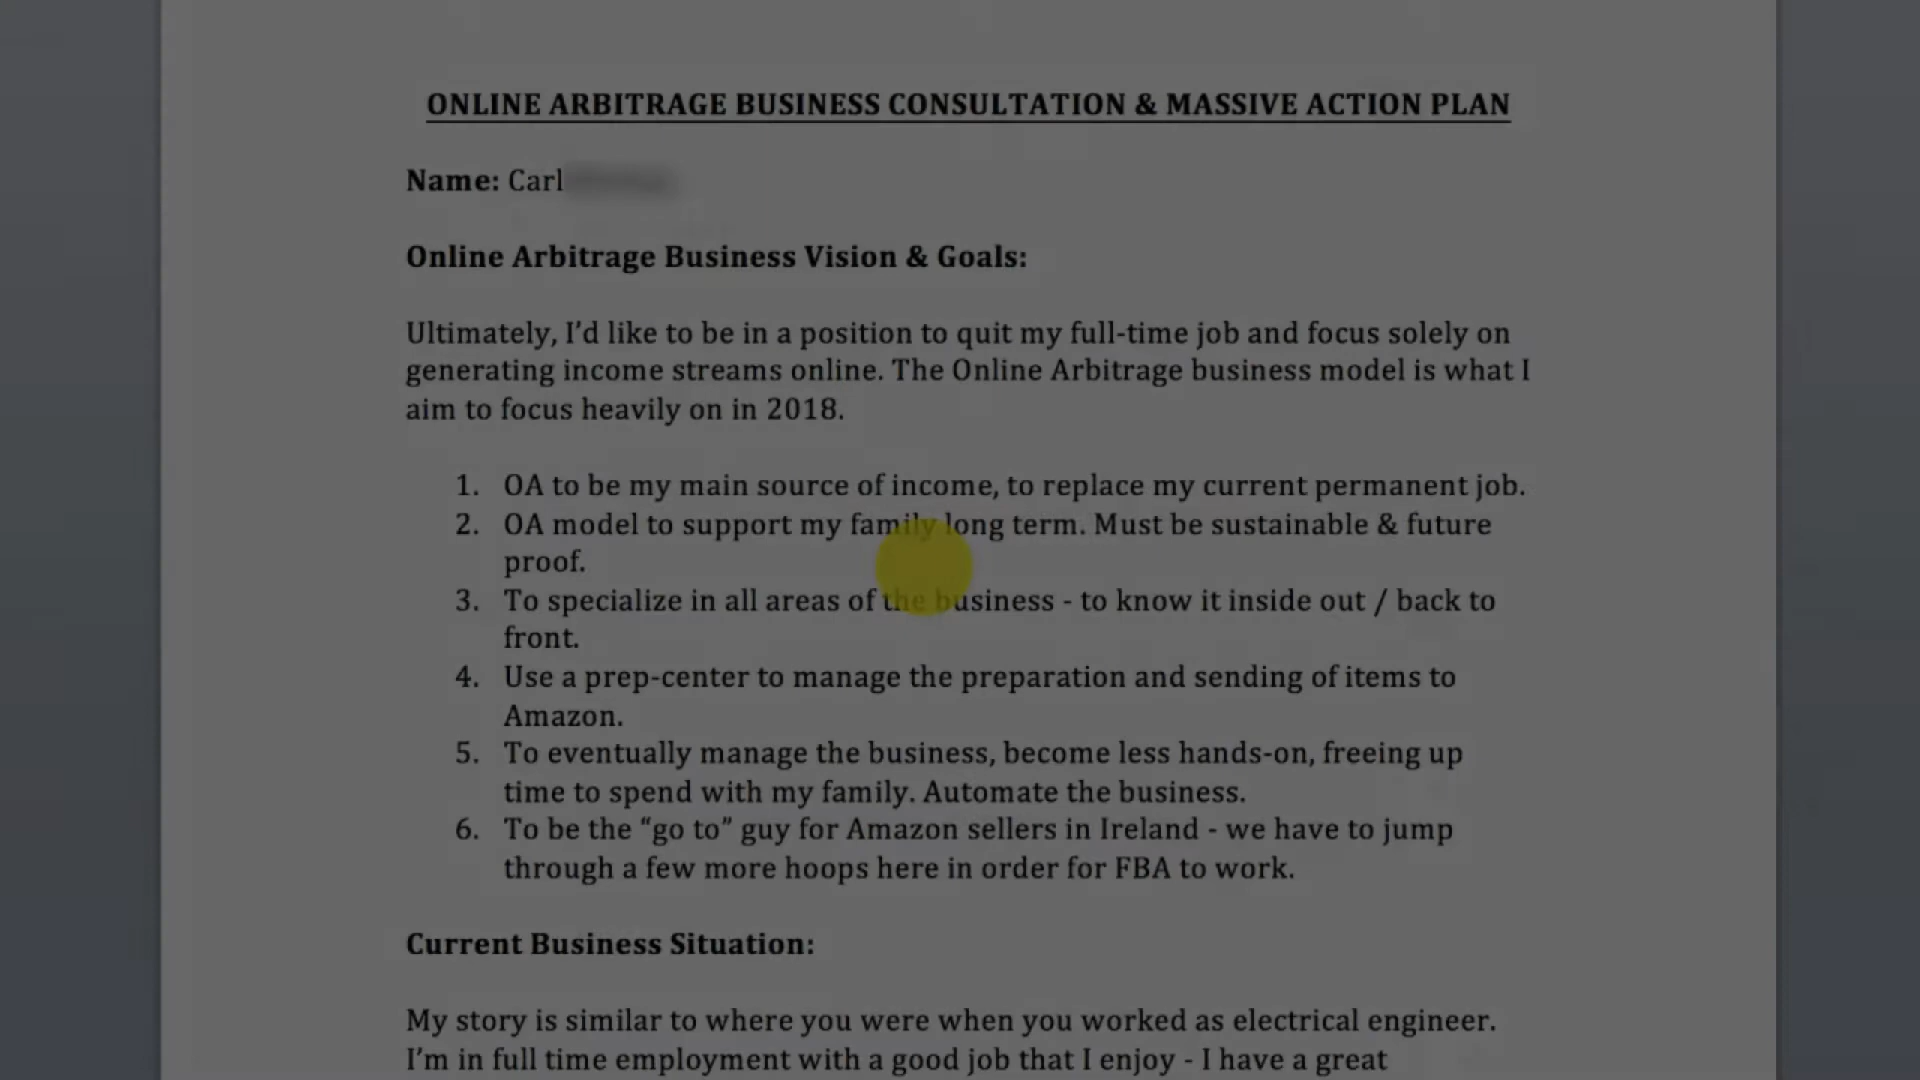 ONLINE ARBITRAGE BUSINESS CONSULTATION & MASSIVE ACTION PLAN
Name: Carl
Online Arbitrage Business Vision & Goals:
Ultimately, I’d like to be in a position to quit my full-time job and focus solely on
generating income streams online. The Online Arbitrage business model is what I
aim to focus heavily on in 2018.
1. OA to be my main source of income, to replace my current permanent job.
2. OA model to support my family long term. Must be sustainable & future
proof.
3. To specialize in all areas of the business - to know it inside out / back to
front.
4. Use a prep-center to manage the preparation and sending of items to
Amazon.
5. To eventually manage the business, become less hands-on, freeing up
time to spend with my family. Automate the business.
6. To be the “go to” guy for Amazon sellers in Ireland - we have to jump
through a few more hoops here in order for FBA to work.
Current Business Situation:
My story is similar to where you were when you worked as electrical engineer.
I’m in full time employment with a good job that I enjoy - I have a great